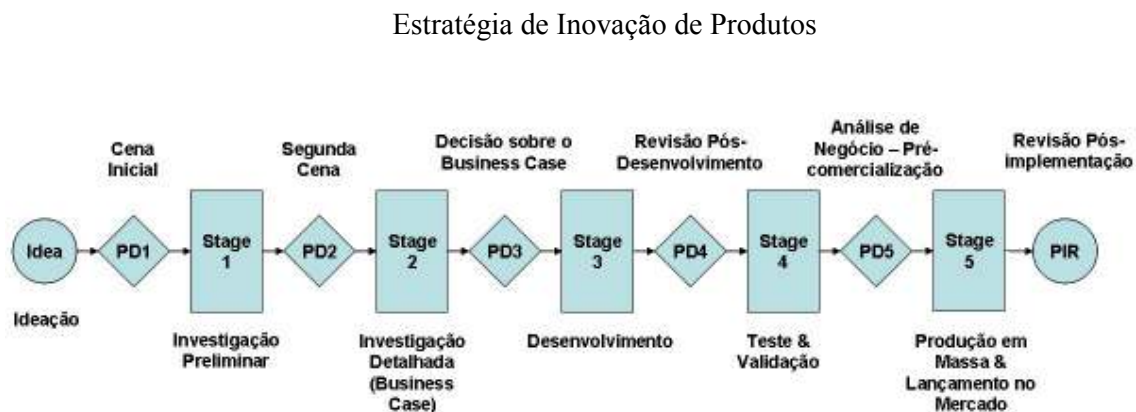 Estratégia de Inovação de Produtos
Cena
Inicial
Segunda
Cena
Decisão sobre o
Business Case
Revisão Pós-
Desenvolvimento
Análise de
Negócio – Pré-
comercialização
Revisão Pós-
implementação
Idea
PD1
Stage
1
PD2
Stage
2
PD3
Stage
3
PD4
Stage
4
PD5
Stage
5
PIR
Ideação
Investigação
Preliminar
Investigação
Detalhada
(Business
Case)
Desenvolvimento
Teste &
Validação
Produção em
Massa &
Lançamento no
Mercado